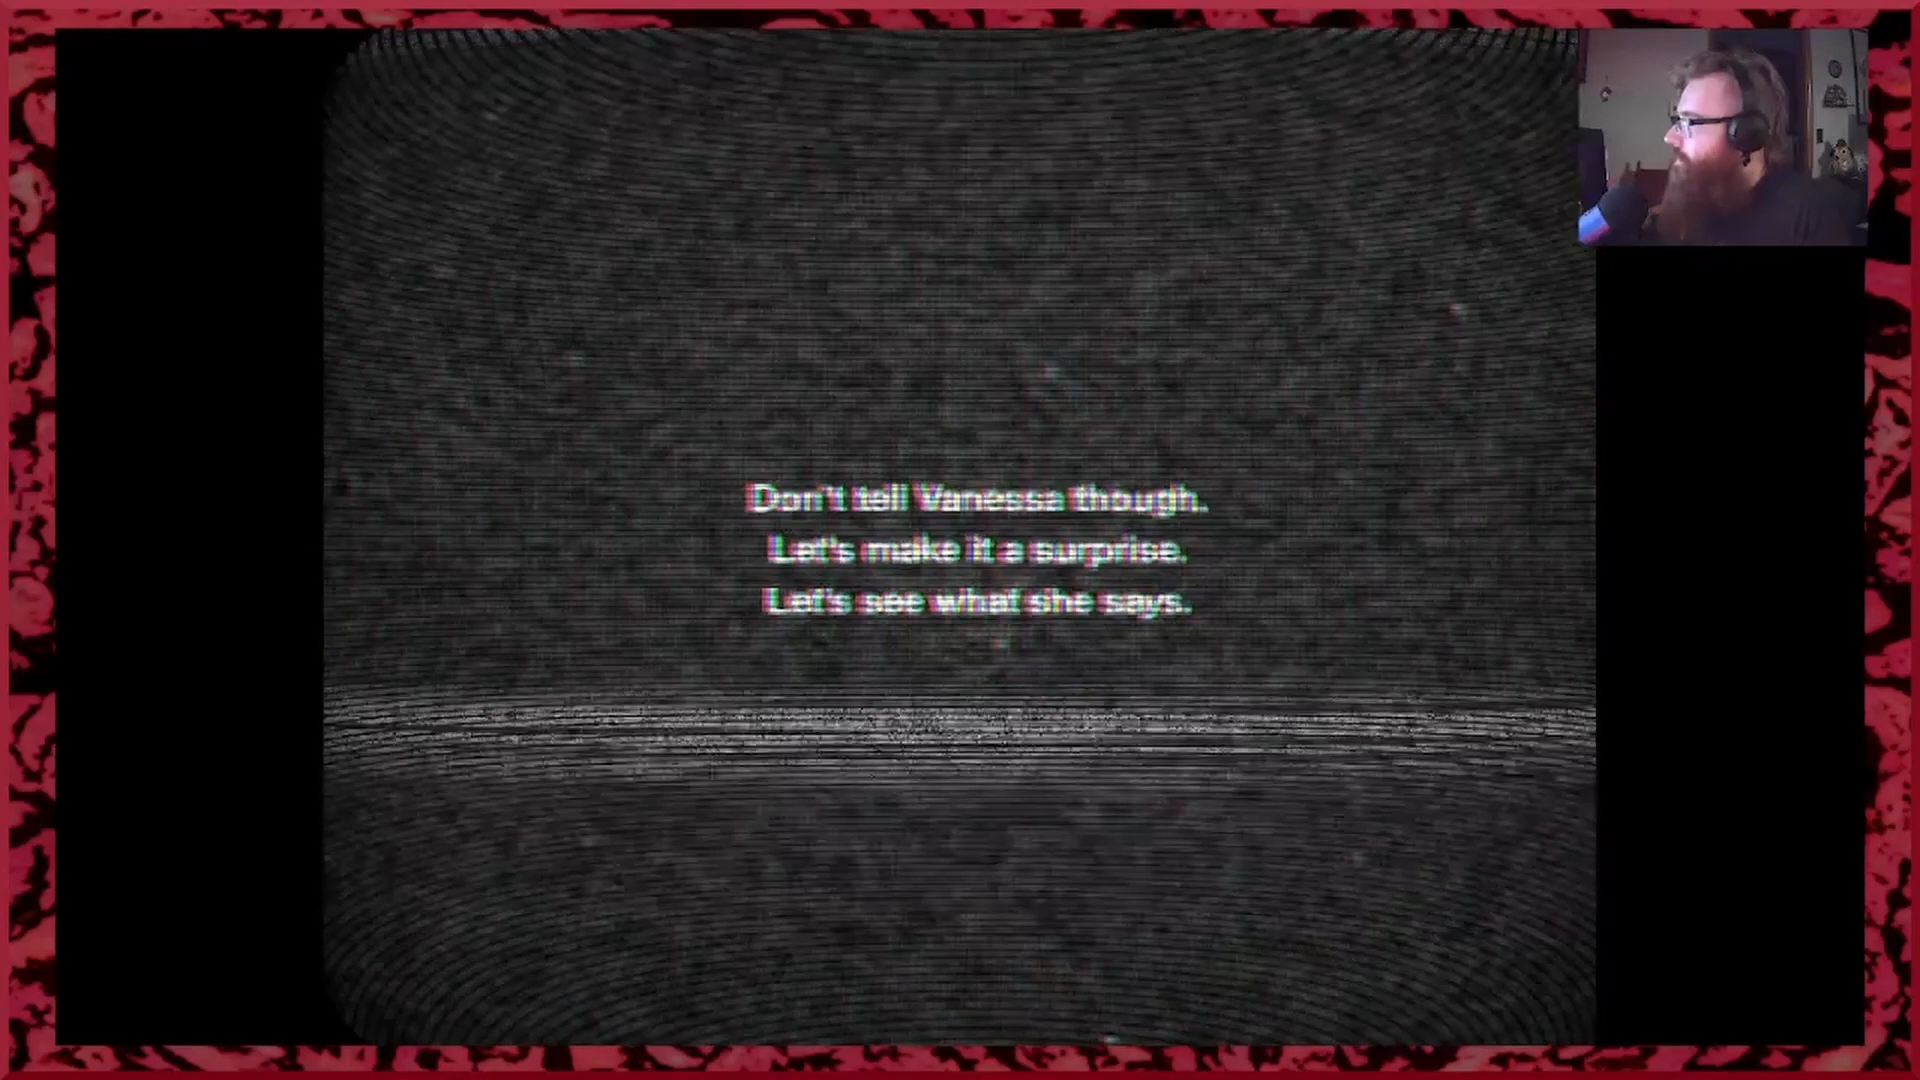 Don't tell Vanessa though.
Let's make it a surprise.
Let's see what she says.